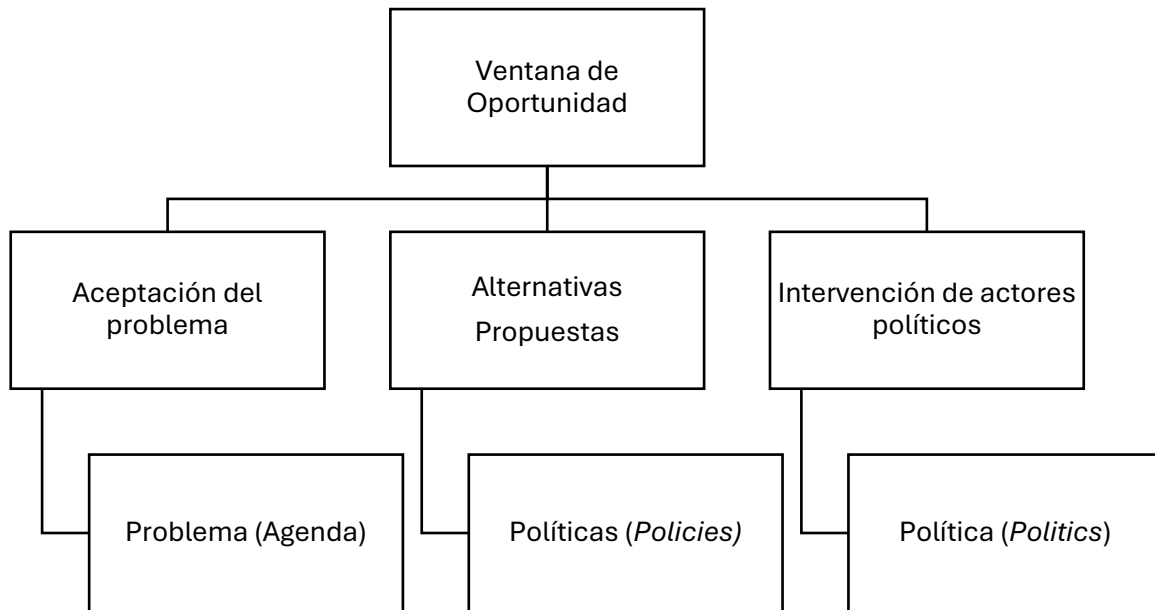 Ventana de
Oportunidad
Aceptación del
problema
Alternativas
Propuestas
Intervención de actores
políticos
Problema (Agenda)
Políticas (Policies)
Política (Politics)